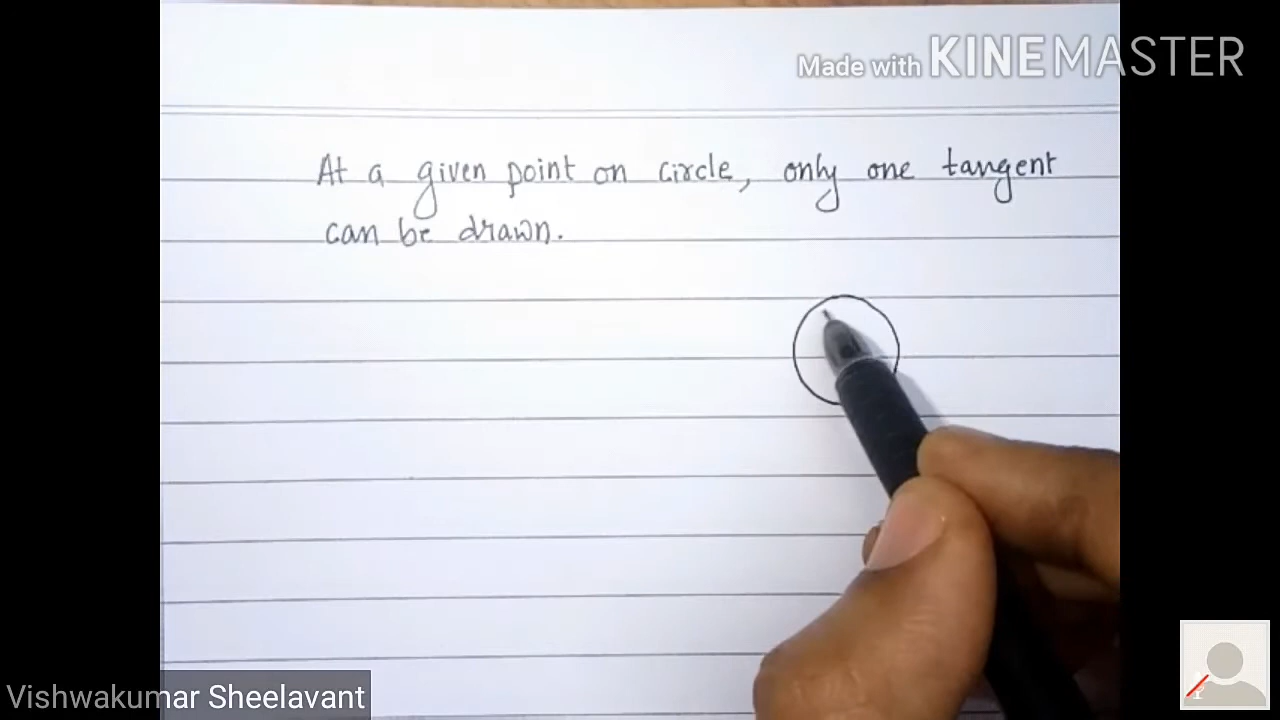 Made with KINEMASTER
At a given point on circle, only one tangent
can be drawn.
Vishwakumar Sheelavant